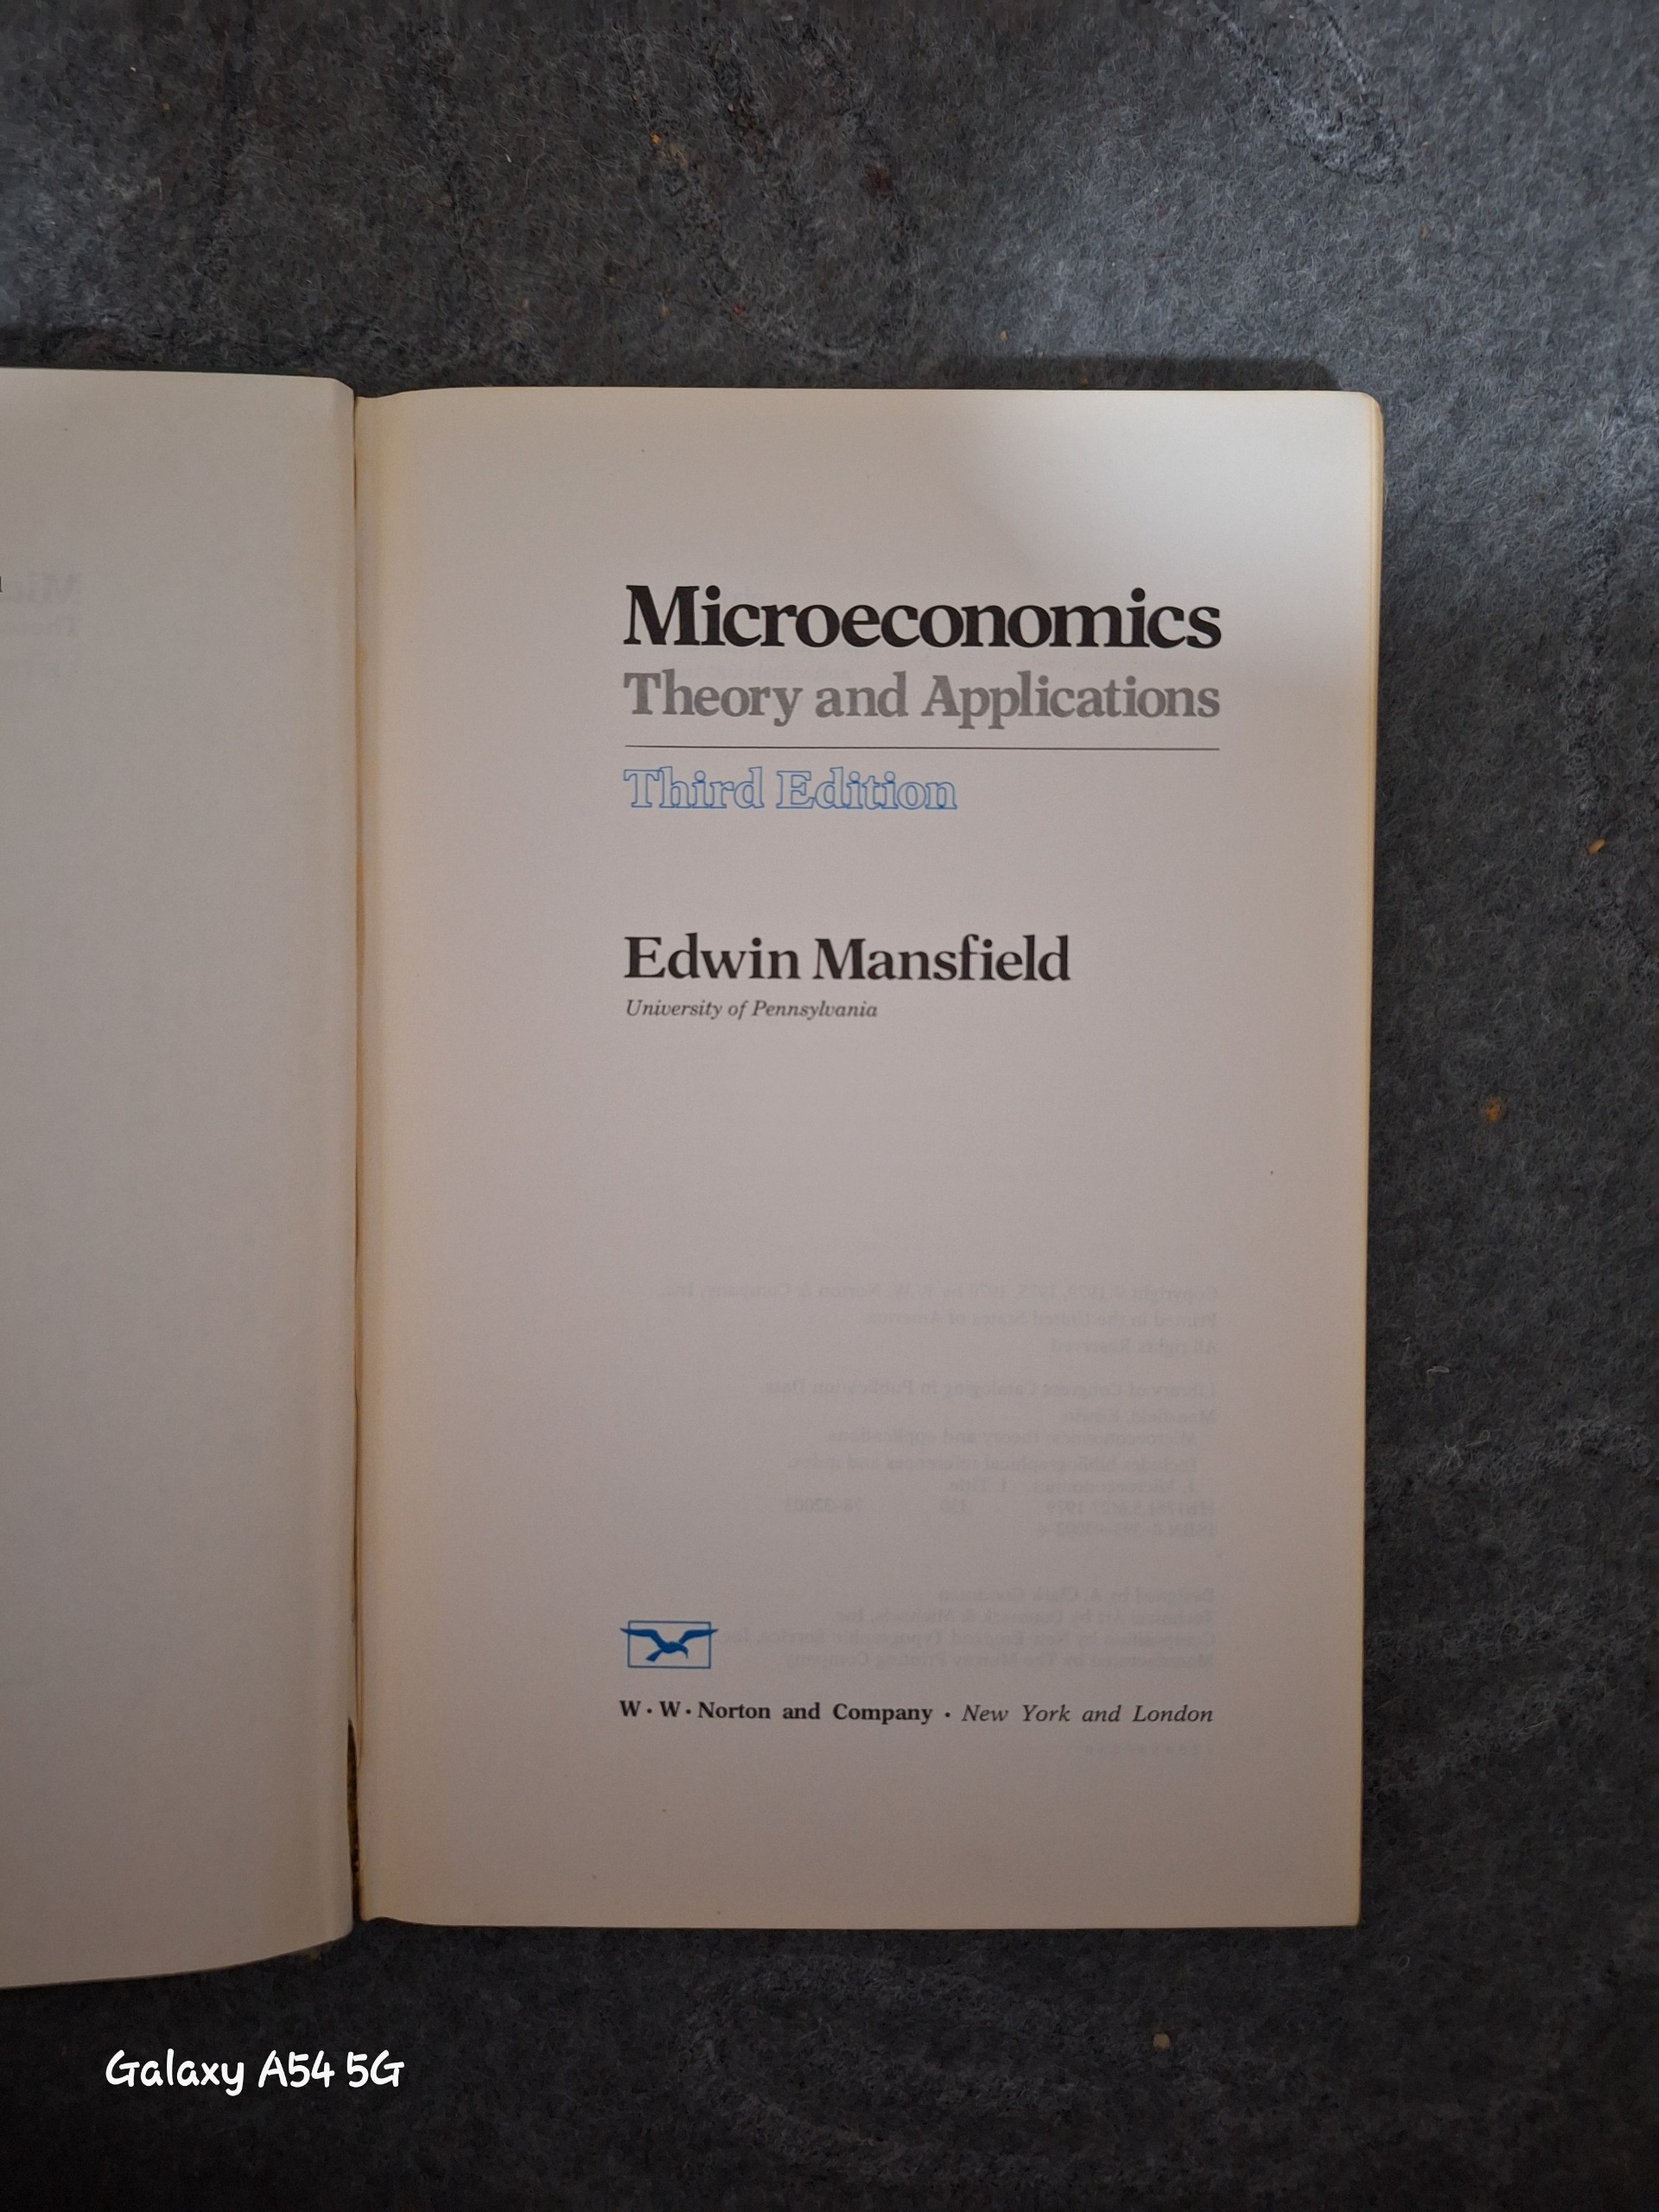 Microeconomics
Theory and Applications
Third Edition
Edwin Mansfield
University of Pennsylvania
W · W · Norton and Company · New York and London
Galaxy A54 5G